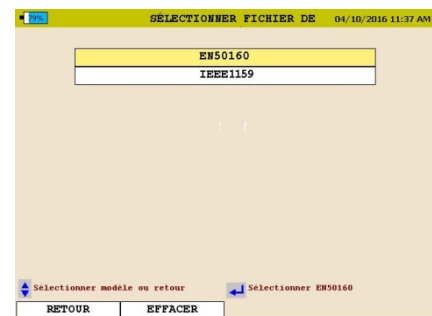 79% SÉLECTIONNER FICHIER DE 04/10/2016 11:37 AM
EN50160
IEEE1159
Sélectionner modèle ou retour Sélectionner EN50160
RETOUR EFFACER